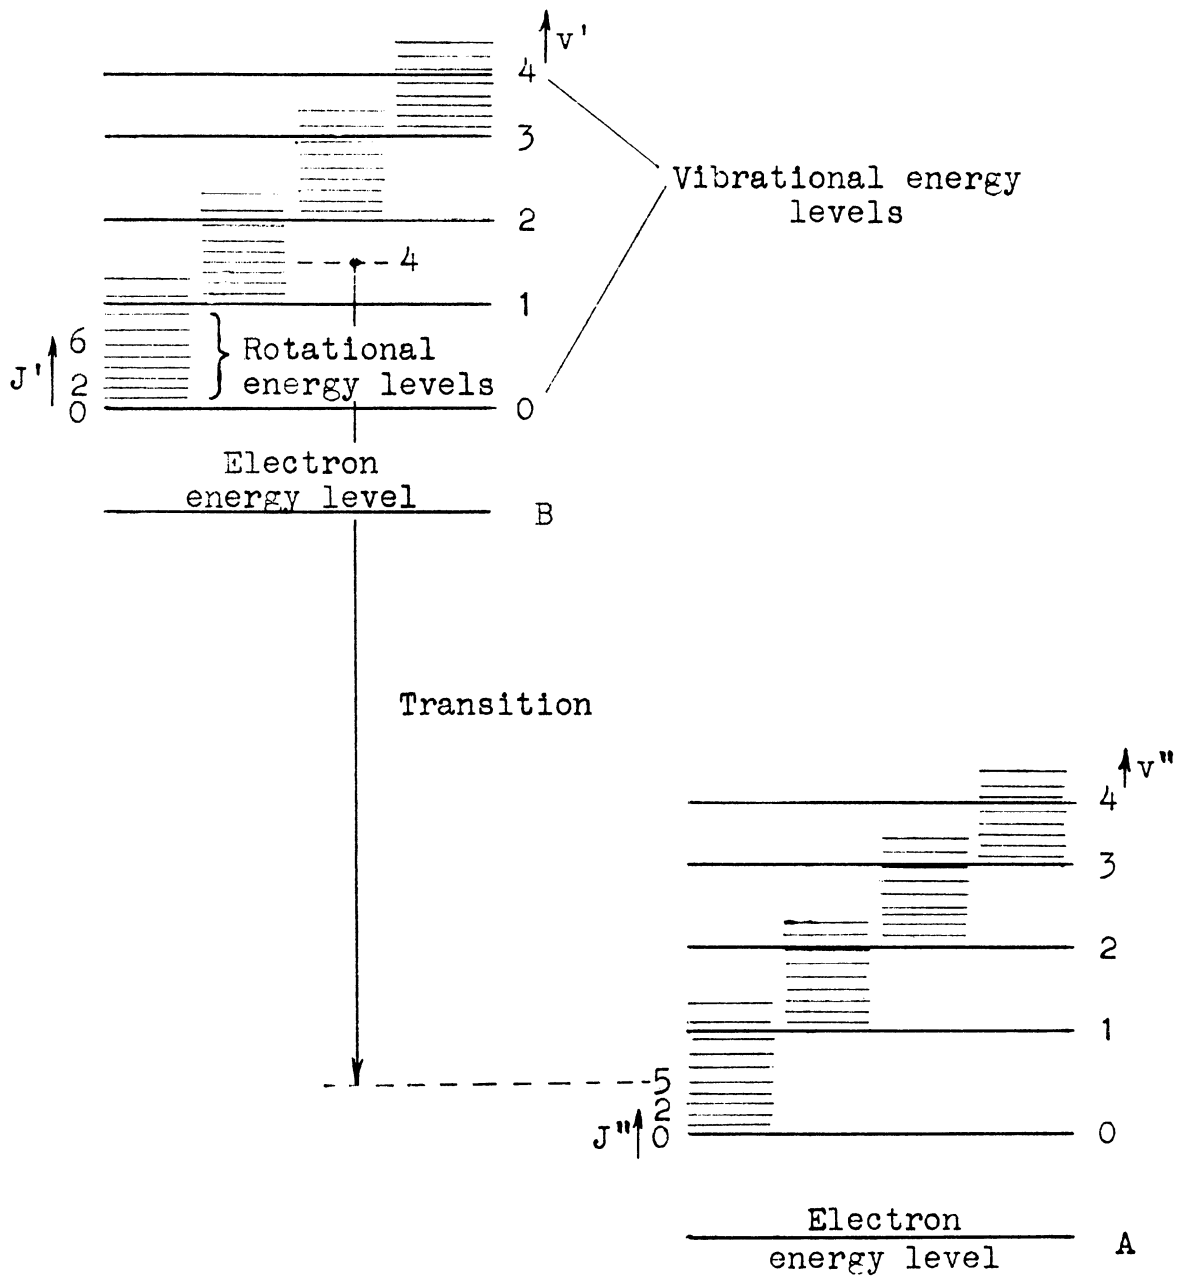 v'
4
3
Vibrational energy
levels
2
4
1
6
Rotational
J'
2
energy levels
0
0
Electron
energy level
B
Transition
v"
4
3
2
1
5
2
J"
0
0
Electron
energy level
A